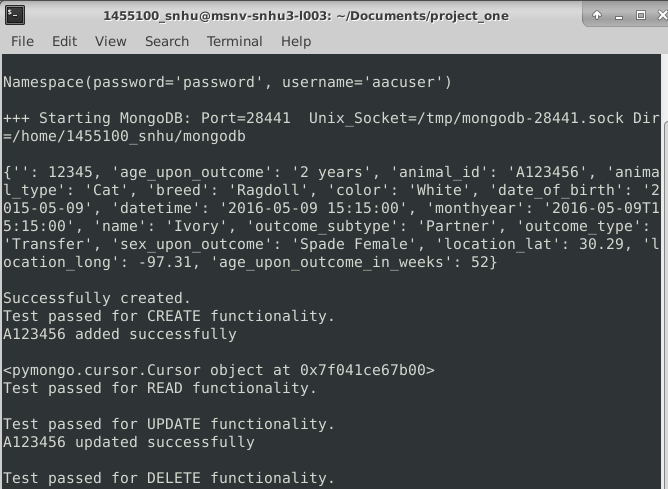 1455100_snhu@msnv-snhu3-l003: ~/Documents/project_one
File Edit View Search Terminal Help
Namespace(password='password', username='aacuser')
+++ Starting MongoDB: Port=28441  Unix_Socket=/tmp/mongodb-28441.sock Dir
=/home/1455100_snhu/mongodb
{'': 12345, 'age_upon_outcome': '2 years', 'animal_id': 'A123456', 'anima
l_type': 'Cat', 'breed': 'Ragdoll', 'color': 'White', 'date_of_birth': '2
015-05-09', 'datetime': '2016-05-09 15:15:00', 'monthyear': '2016-05-09T1
5:15:00', 'name': 'Ivory', 'outcome_subtype': 'Partner', 'outcome_type':
'Transfer', 'sex_upon_outcome': 'Spade Female', 'location_lat': 30.29, 'l
ocation_long': -97.31, 'age_upon_outcome_in_weeks': 52}
Successfully created.
Test passed for CREATE functionality.
A123456 added successfully
<pymongo.cursor.Cursor object at 0x7f041ce67b00>
Test passed for READ functionality.
Test passed for UPDATE functionality.
A123456 updated successfully
Test passed for DELETE functionality.